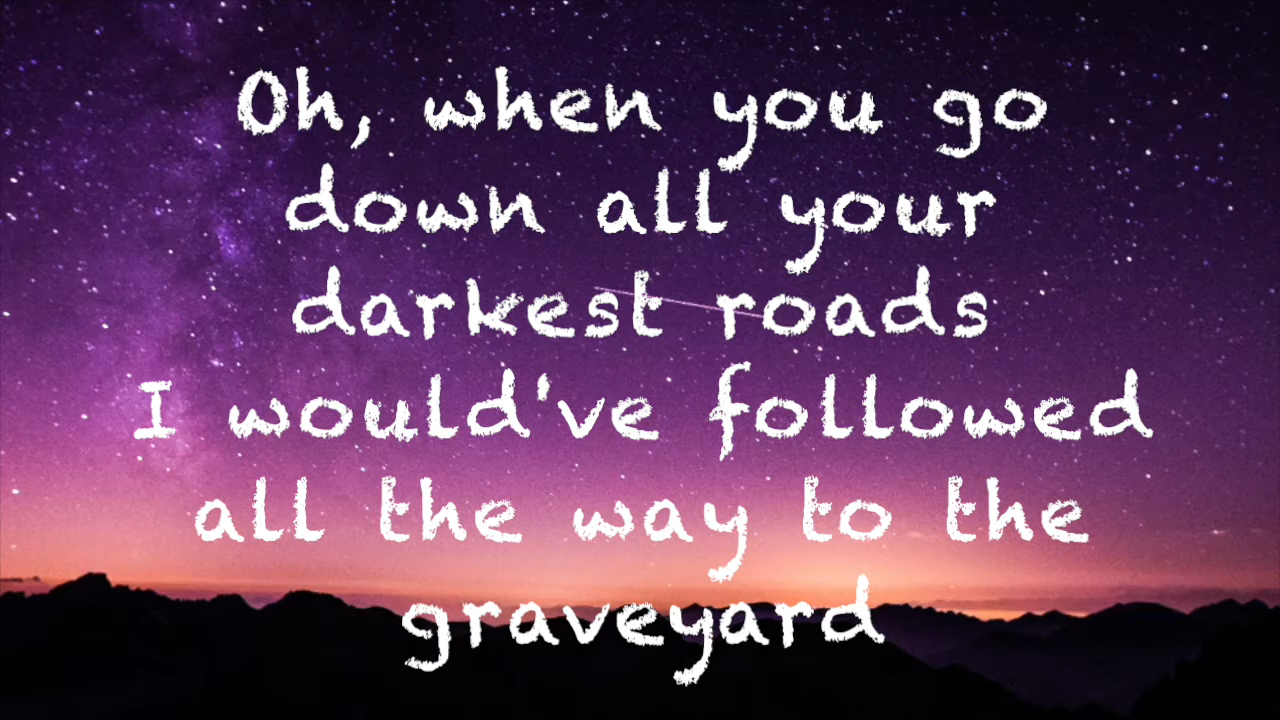 Oh, when you go
down all your
darkest roads
I would've followed
all the way to the
graveyard